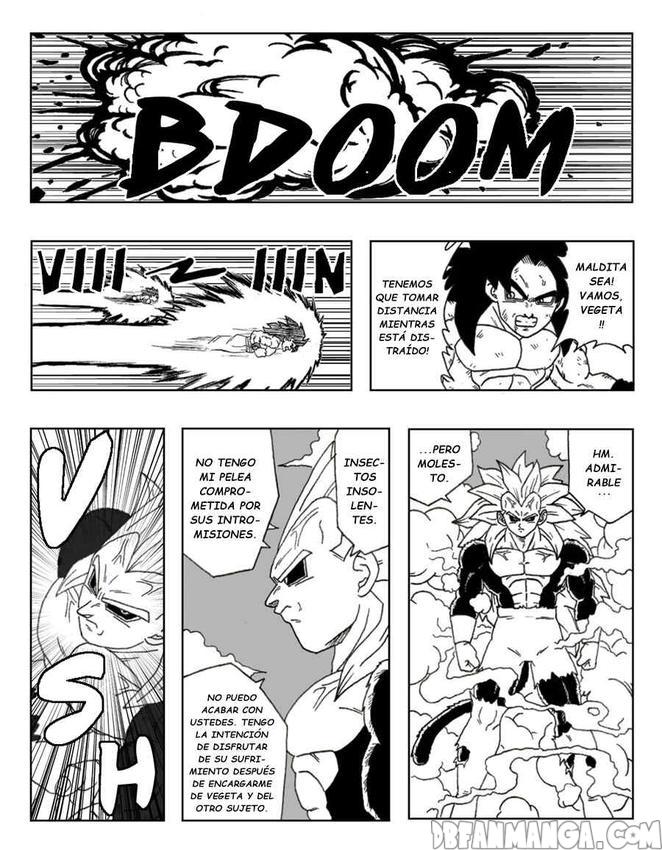 BDOOM
MALDITA
SEA!
VAMOS,
VEGETA
!!
TENEMOS
QUE TOMAR
DISTANCIA
MIENTRAS
ESTÁ DIS-
TRAÍDO!
VIII ~ IIIN
HM.
ADMI-
RABLE
...
...PERO
MOLES-
TO.
INSEC-
TOS
INSO-
LEN-
TES.
NO TENGO
MI PELEA
COMPRO-
METIDA POR
SUS INTRO-
MISIONES.
NO PUEDO
ACABAR CON
USTEDES. TENGO
LA INTENCIÓN
DE DISFRUTAR
DE SU SUFRI-
MIENTO DESPUÉS
DE ENCARGARME
DE VEGETA Y DEL
OTRO SUJETO.
VSH
DBFANMANGA.COM